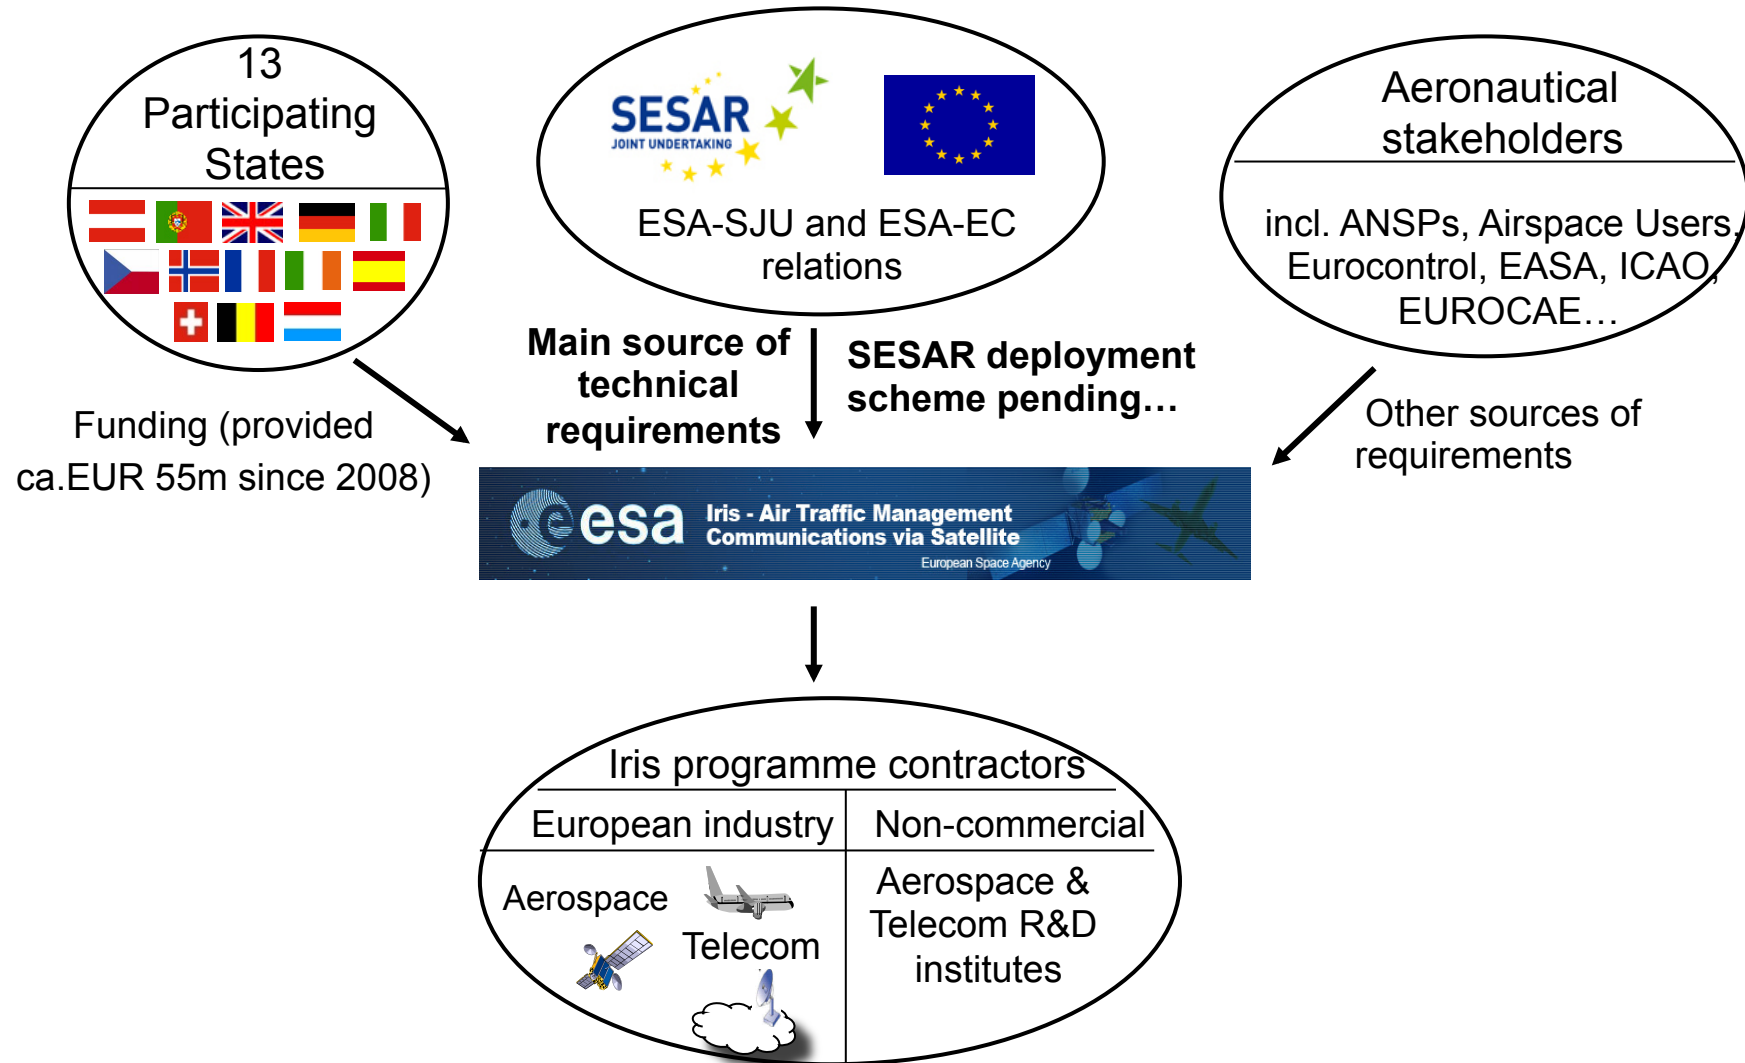 13
Participating
States
SESAR
JOINT UNDERTAKING
ESA-SJU and ESA-EC
relations
Aeronautical
stakeholders
incl. ANSPs, Airspace Users,
Eurocontrol, EASA, ICAO,
EUROCAE…
Funding (provided
ca.EUR 55m since 2008)
Main source of
technical
requirements
SESAR deployment
scheme pending…
Other sources of
requirements
esa
Iris - Air Traffic Management
Communications via Satellite
European Space Agency
Iris programme contractors
European industry
Non-commercial
Aerospace
Telecom
Aerospace &
Telecom R&D
institutes